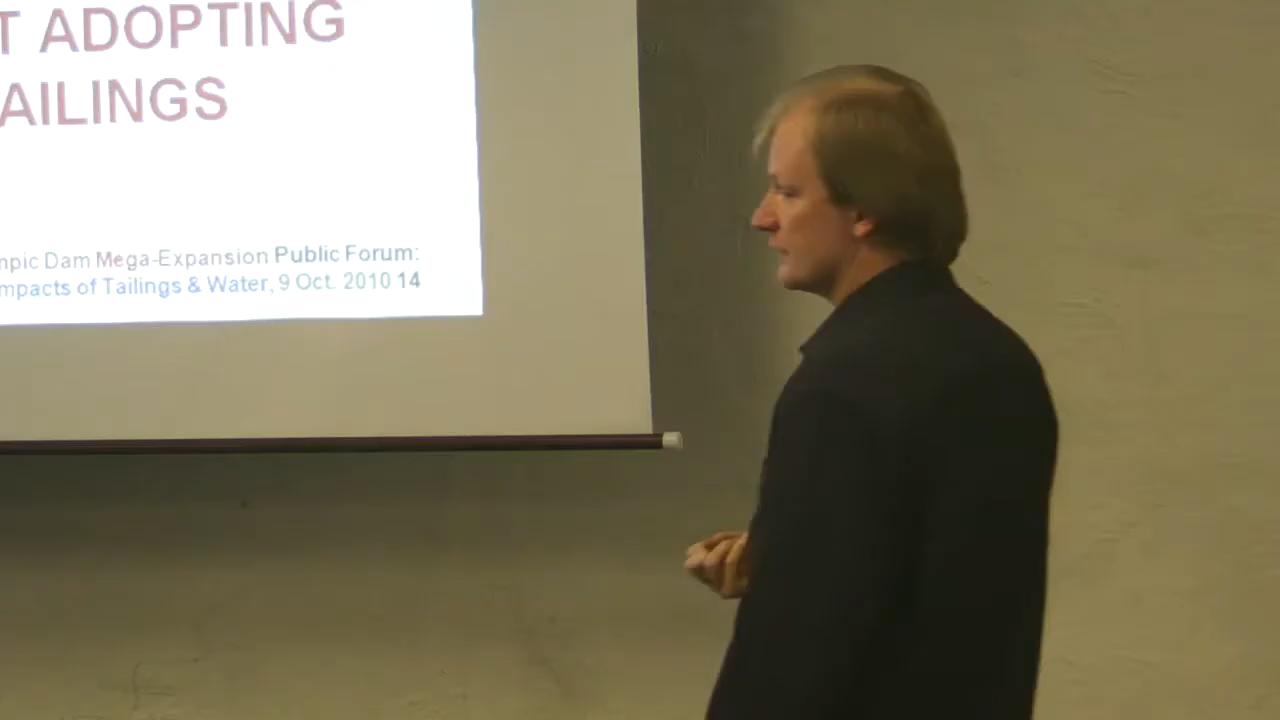 T ADOPTING
AILINGS
mpic Dam Mega-Expansion Public Forum:
mpacts of Tailings & Water, 9 Oct. 2010 14